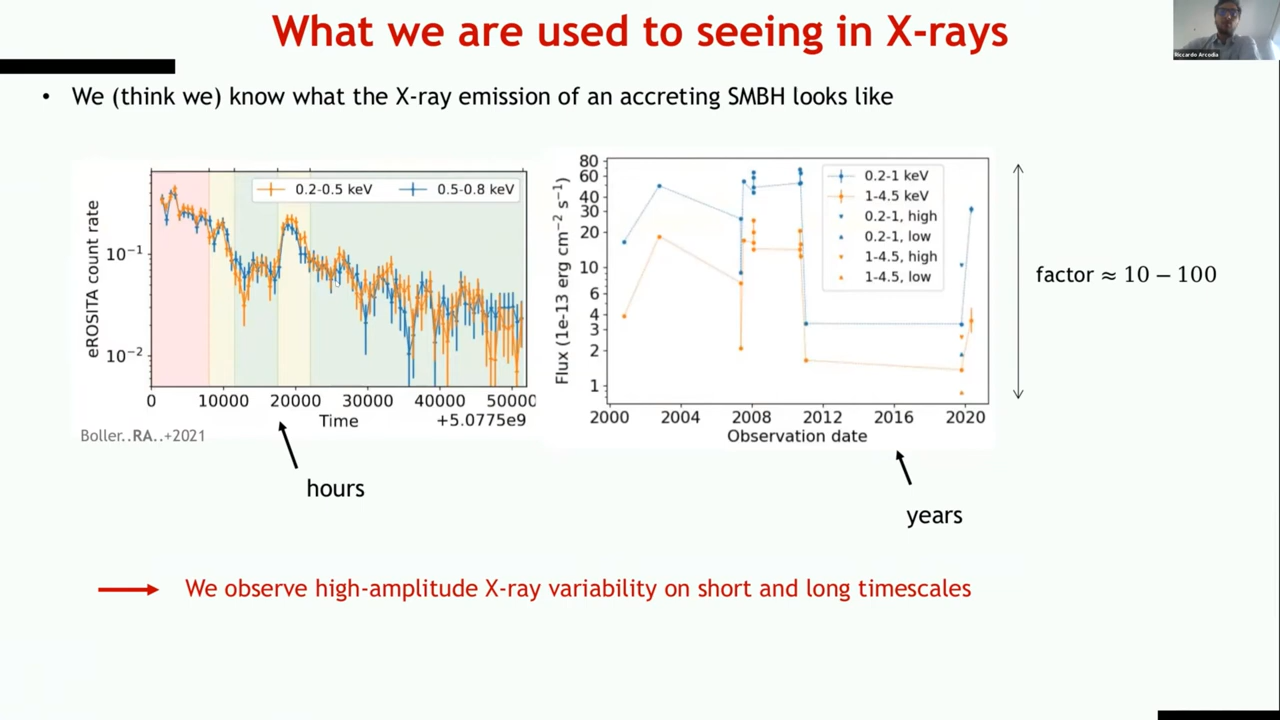 What we are used to seeing in X-rays
Riccardo Arcodia
• We (think we) know what the X-ray emission of an accreting SMBH looks like
0.2-0.5 keV
0.5-0.8 keV
eROSITA count rate
10⁻¹
10⁻²
0 10000 20000 30000 40000 50000
Time
+5.0775e9
Boller..RA..+2021
hours
Flux (1e-13 erg cm⁻² s⁻¹)
80
60
40
30
20
10
6
4
3
2
1
0.2-1 keV
1-4.5 keV
0.2-1, high
0.2-1, low
1-4.5, high
1-4.5, low
2000 2004 2008 2012 2016 2020
Observation date
years
factor ≈ 10 − 100
We observe high-amplitude X-ray variability on short and long timescales